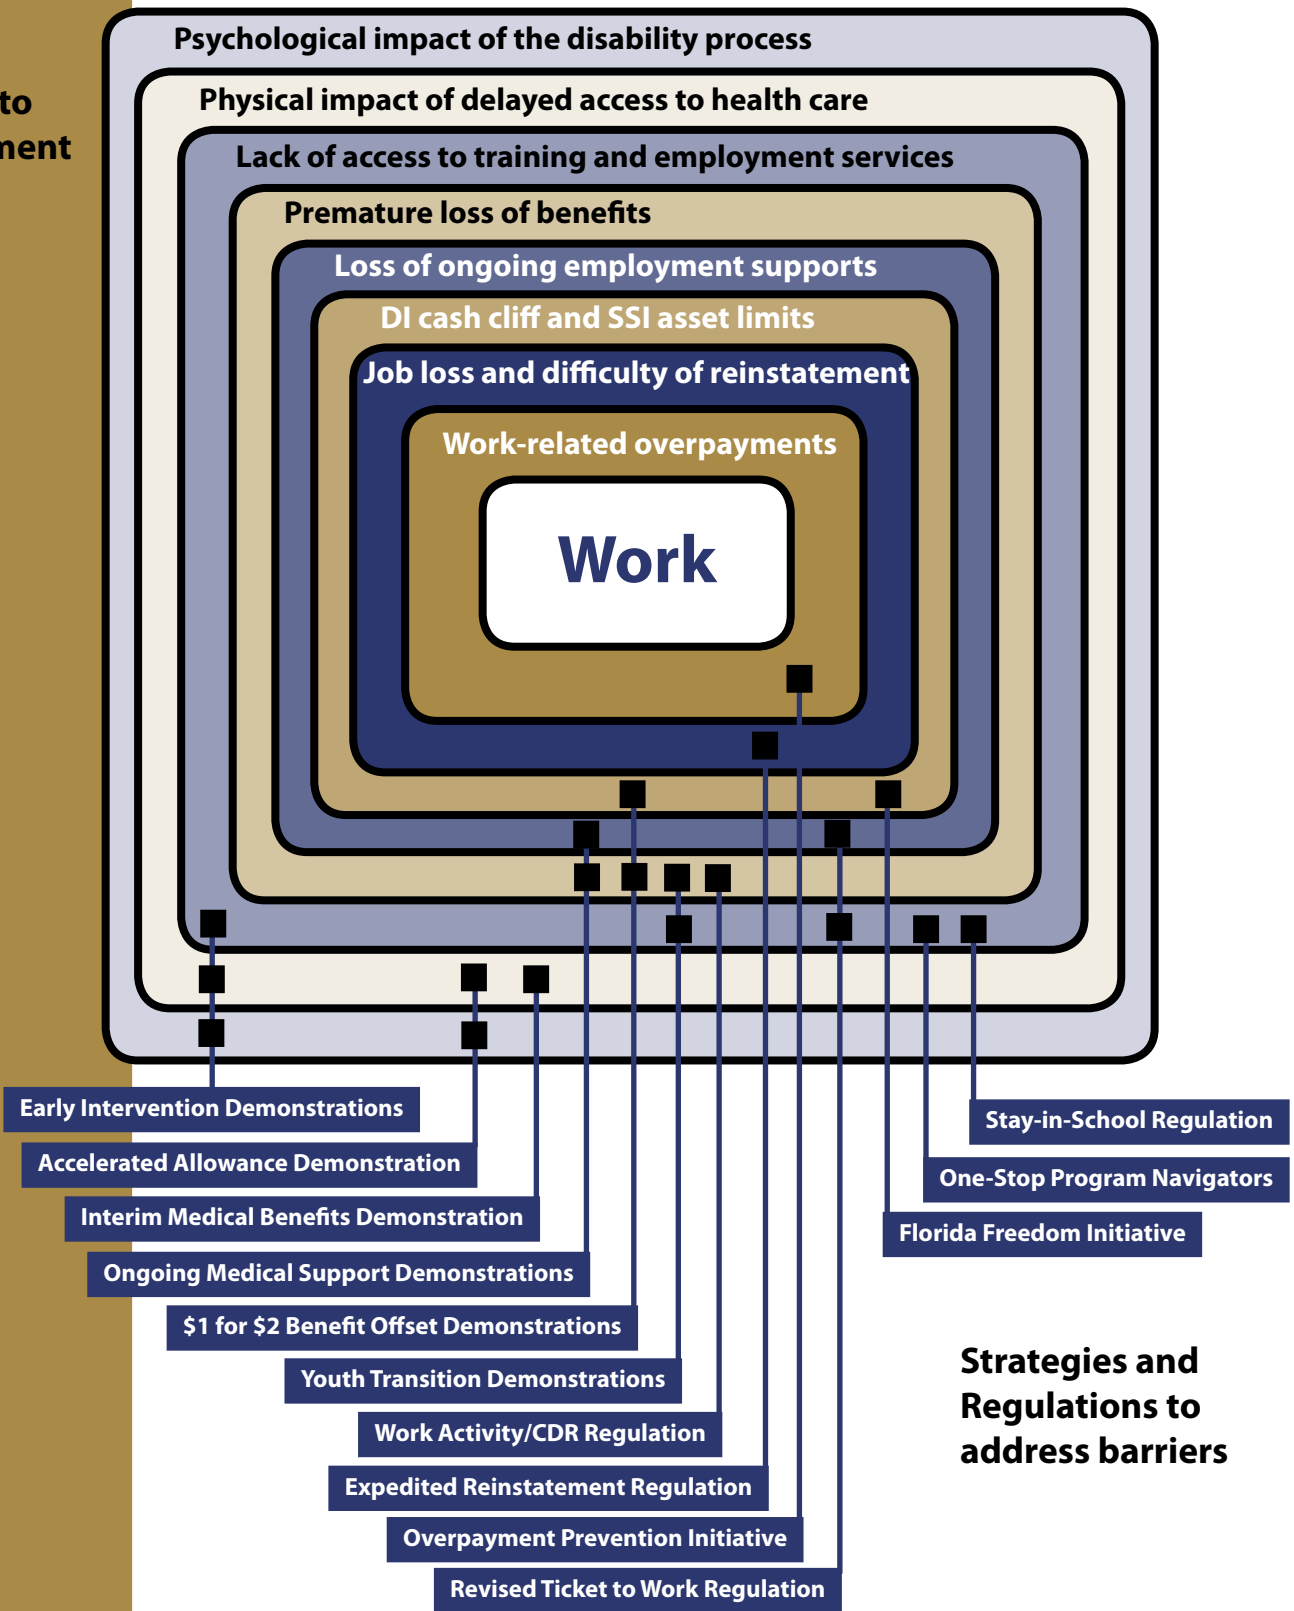 Psychological impact of the disability process
to
Physical impact of delayed access to health care
Lack of access to training and employment services
Premature loss of benefits
Loss of ongoing employment supports
DI cash cliff and SSI asset limits
Job loss and difficulty of reinstatement
Work-related overpayments
Work
Early Intervention Demonstrations
Accelerated Allowance Demonstration
Interim Medical Benefits Demonstration
Ongoing Medical Support Demonstrations
$1 for $2 Benefit Offset Demonstrations
Youth Transition Demonstrations
Work Activity/CDR Regulation
Expedited Reinstatement Regulation
Overpayment Prevention Initiative
Revised Ticket to Work Regulation
Stay-in-School Regulation
One-Stop Program Navigators
Florida Freedom Initiative
Strategies and
Regulations to
address barriers